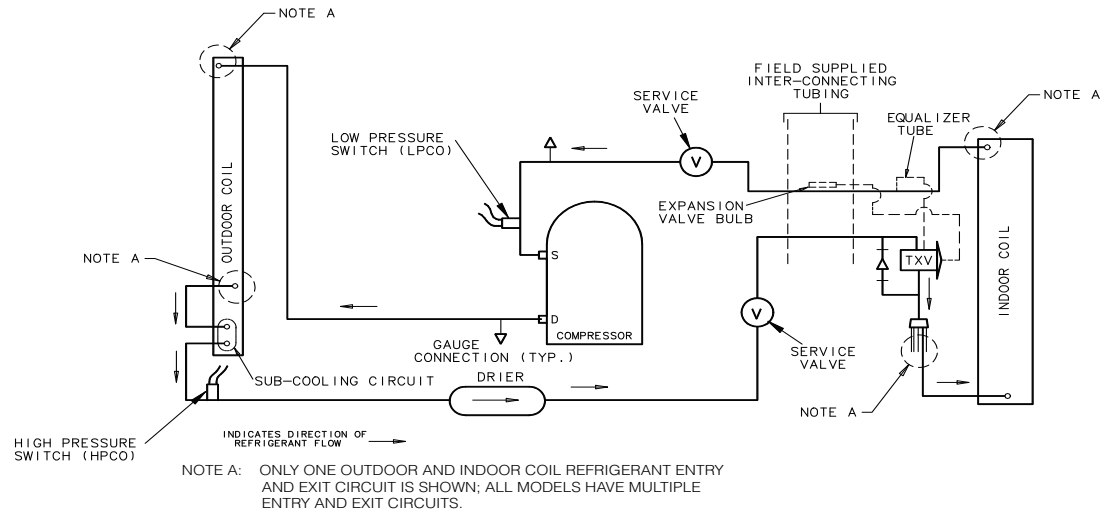 NOTE A
FIELD SUPPLIED
INTER-CONNECTING
TUBING
SERVICE
VALVE
NOTE A
EQUALIZER
TUBE
LOW PRESSURE
SWITCH (LPCO)
V
OUTDOOR COIL
EXPANSION
VALVE BULB
NOTE A
S
TXV
INDOOR COIL
D
COMPRESSOR
V
GAUGE
CONNECTION (TYP.)
SERVICE
VALVE
SUB-COOLING CIRCUIT
DRIER
NOTE A
HIGH PRESSURE
SWITCH (HPCO)
INDICATES DIRECTION OF
REFRIGERANT FLOW
NOTE A: ONLY ONE OUTDOOR AND INDOOR COIL REFRIGERANT ENTRY
AND EXIT CIRCUIT IS SHOWN; ALL MODELS HAVE MULTIPLE
ENTRY AND EXIT CIRCUITS.